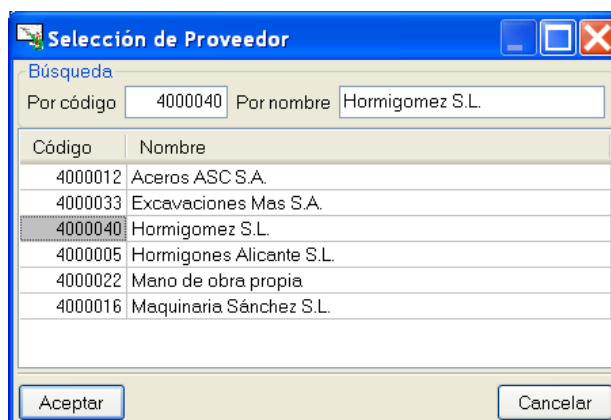 Selección de Proveedor
Búsqueda
Por código 4000040 Por nombre Hormigomez S.L.
Código Nombre
4000012 Aceros ASC S.A.
4000033 Excavaciones Mas S.A.
4000040 Hormigomez S.L.
4000005 Hormigones Alicante S.L.
4000022 Mano de obra propia
4000016 Maquinaria Sánchez S.L.
Aceptar Cancelar